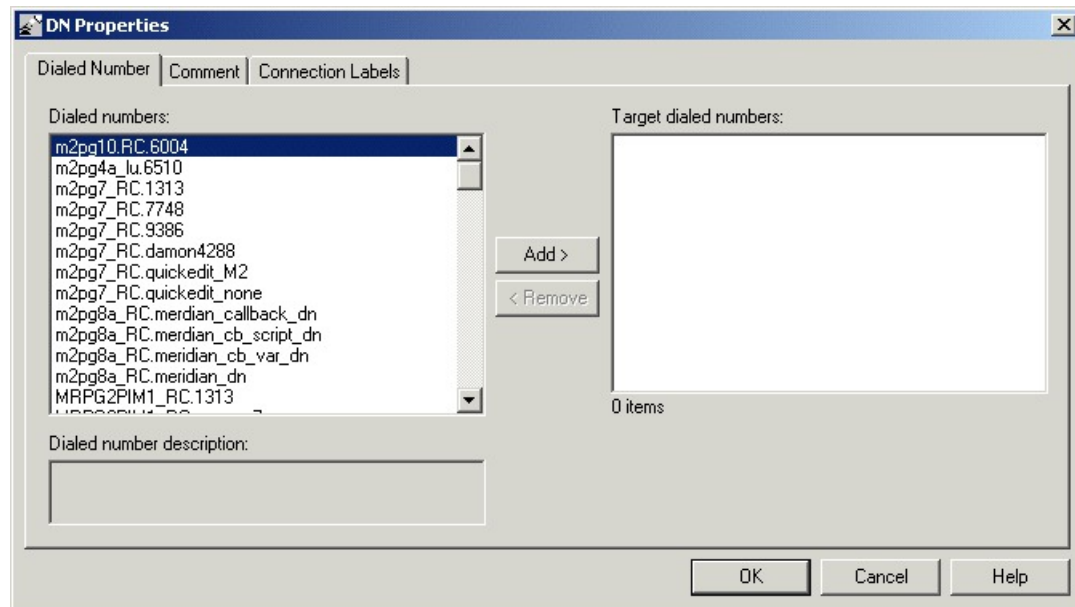 DN Properties
Dialed Number
Comment
Connection Labels
Dialed numbers:
m2pg10.RC.6004
m2pg4a_lu.6510
m2pg7_RC.1313
m2pg7_RC.7748
m2pg7_RC.9386
m2pg7_RC.damon4288
m2pg7_RC.quickedit_M2
m2pg7_RC.quickedit_none
m2pg8a_RC.merdian_callback_dn
m2pg8a_RC.merdian_cb_script_dn
m2pg8a_RC.meridian_cb_var_dn
m2pg8a_RC.meridian_dn
MRPG2PIM1_RC.1313
Add >
< Remove
Target dialed numbers:
0 items
Dialed number description:
OK
Cancel
Help